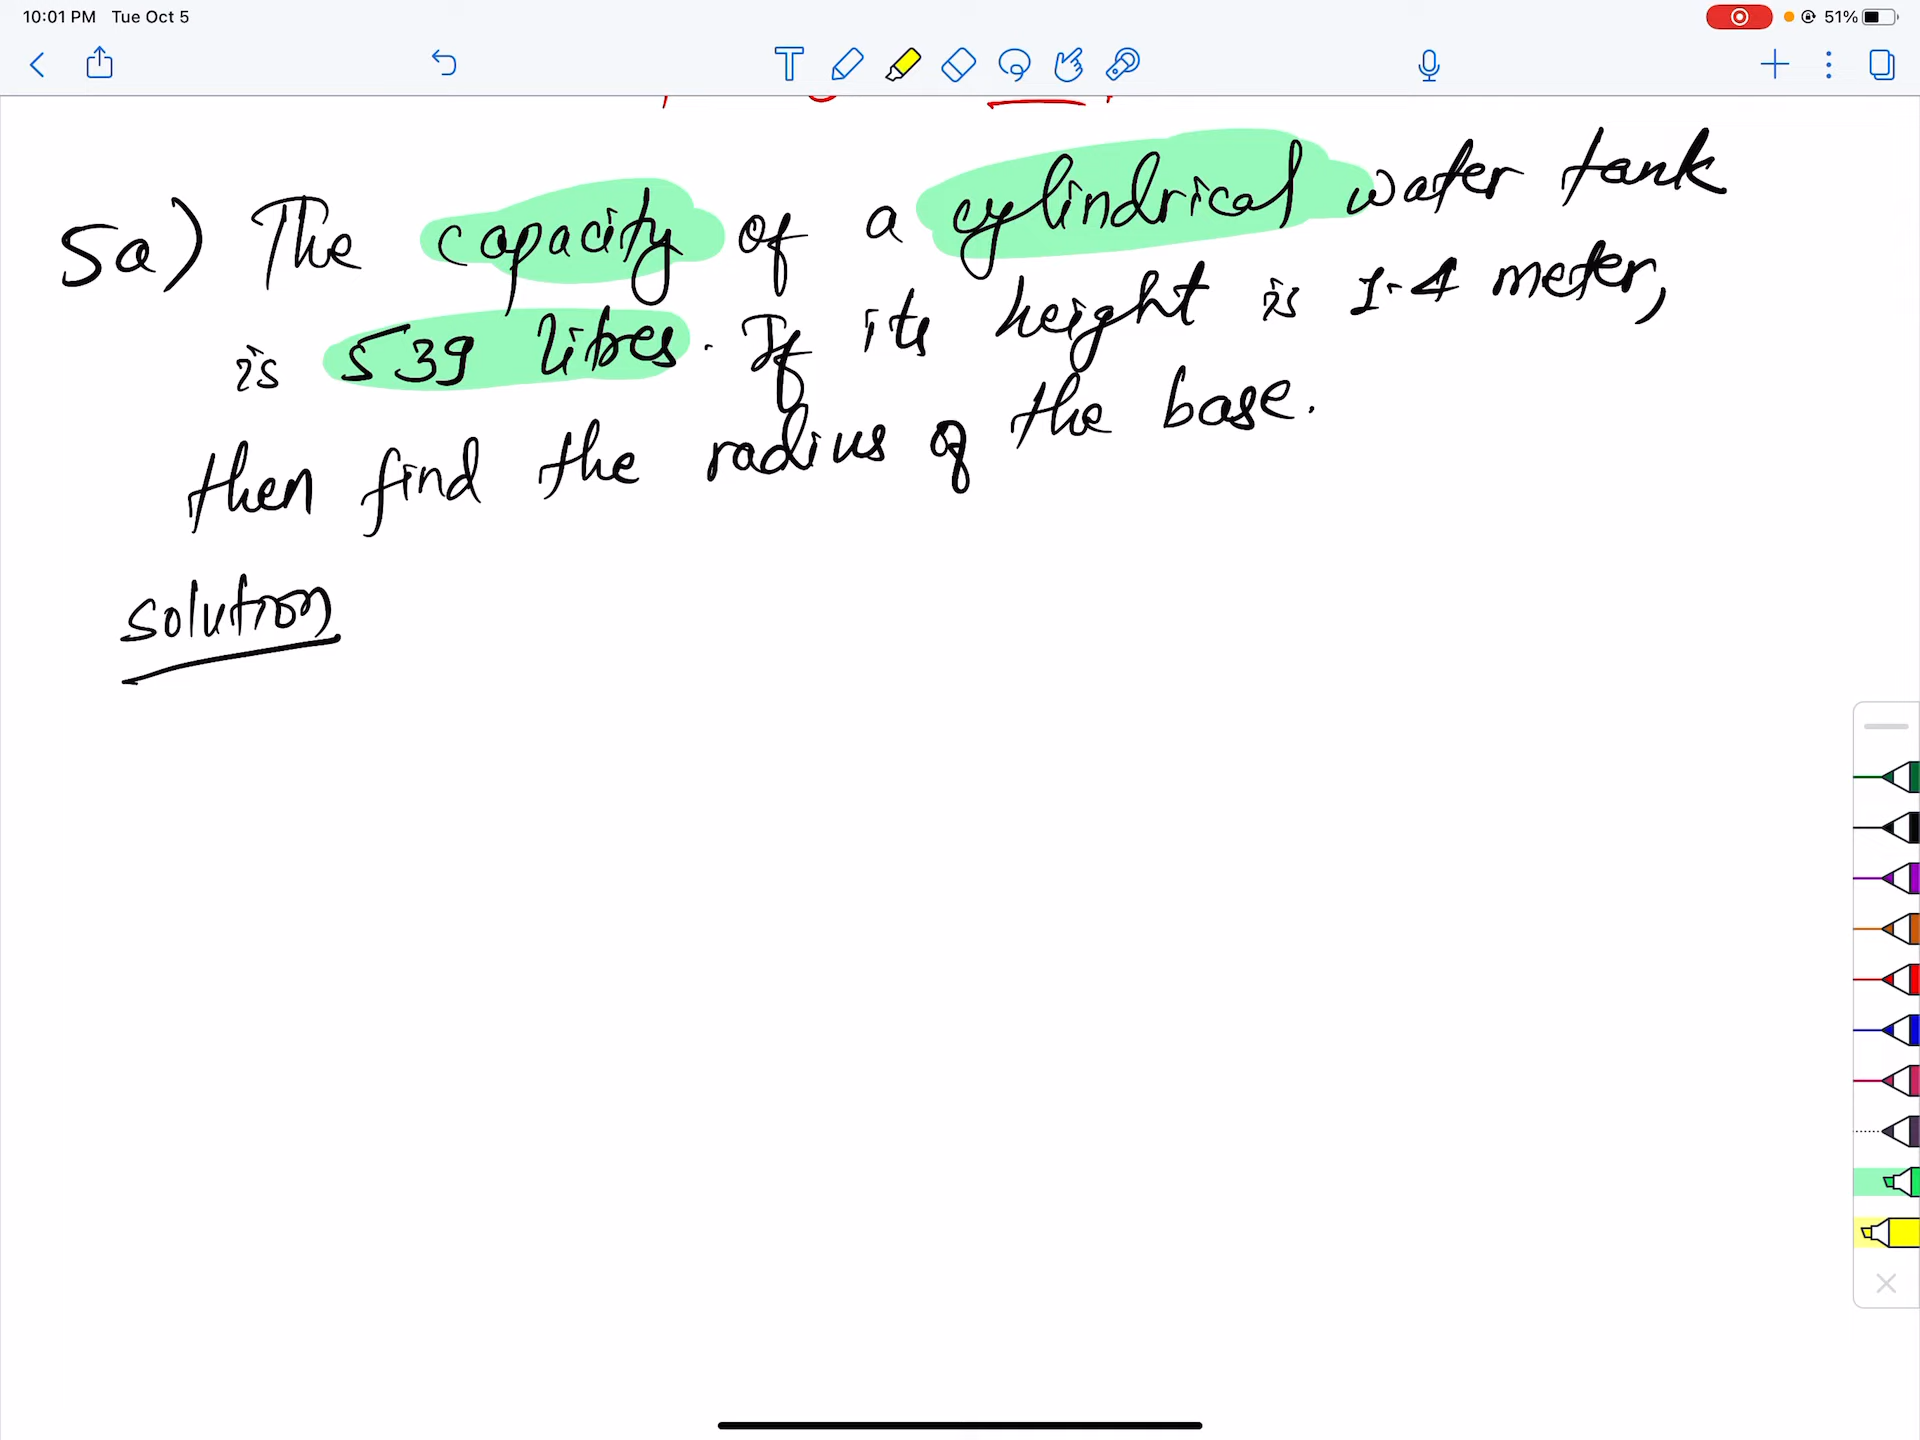 10:01 PM Tue Oct 5
51%
5a) The capacity of a cylindrical water tank
is 539 litres. If its height is 1.4 meter,
then find the radius of the base.
solution